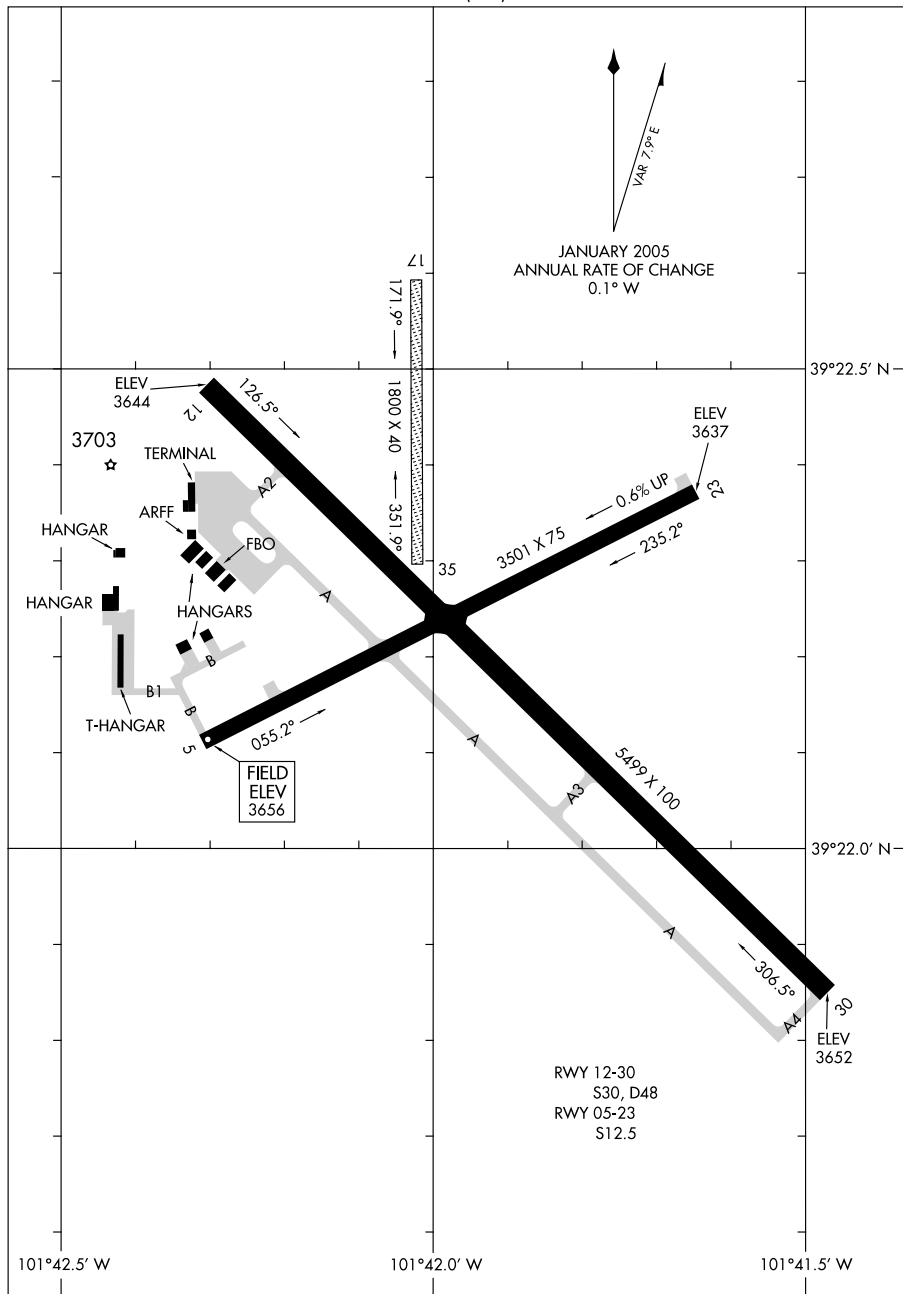 VAR 7.9° E
JANUARY 2005
ANNUAL RATE OF CHANGE
0.1° W
17
171.9°
1800 X 40
351.9°
35
39°22.5' N
ELEV
3644
12
126.5°
ELEV
3637
23
0.6% UP
3501 X 75
235.2°
3703
TERMINAL
A2
ARFF
FBO
HANGAR
HANGAR
HANGARS
A
B
B1
B
T-HANGAR
5
055.2°
FIELD
ELEV
3656
A
A3
5499 X 100
39°22.0' N
A
306.5°
A4
30
ELEV
3652
RWY 12-30
S30, D48
RWY 05-23
S12.5
101°42.5' W
101°42.0' W
101°41.5' W